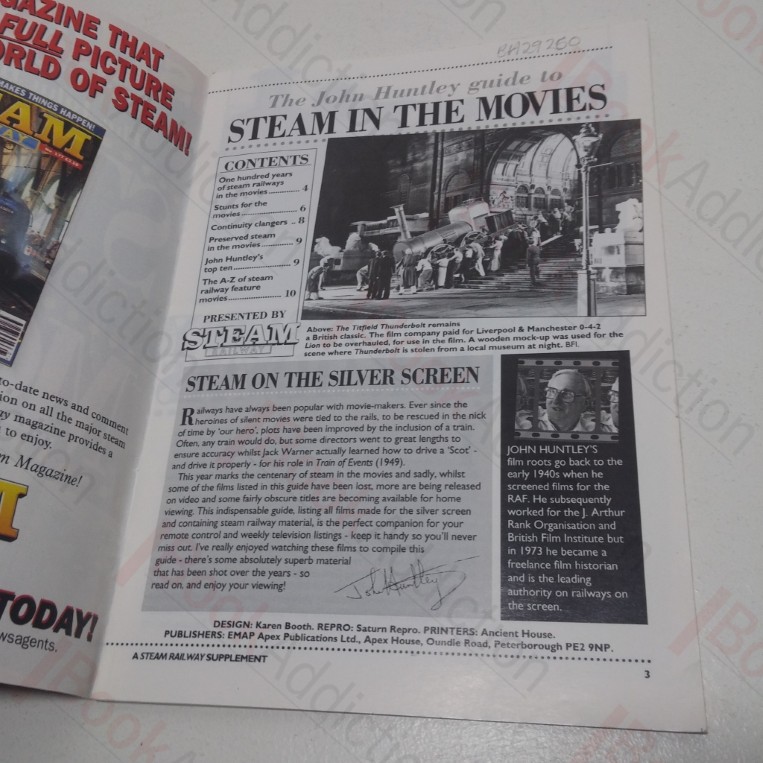 AGAZINE THAT
FULL PICTURE
ORLD OF STEAM!
MAKES THINGS HAPPEN!
EAM
WAY
to-date news and comment
ion on all the major steam
gy magazine provides a
to enjoy.
m Magazine!
TODAY!
wsagents.
BH29260
The John Huntley guide to
STEAM IN THE MOVIES
CONTENTS
One hundred years
of steam railways
in the movies ............ 4
Stunts for the
movies .................... 6
Continuity clangers .. 8
Preserved steam
in the movies ............ 9
John Huntley's
top ten .................... 9
The A-Z of steam
railway feature
movies .................... 10
PRESENTED BY
STEAM
RAILWAY
Above: The Titfield Thunderbolt remains
a British classic. The film company paid for Liverpool & Manchester 0-4-2
Lion to be overhauled, for use in the film. A wooden mock-up was used for the
scene where Thunderbolt is stolen from a local museum at night. BFI.
STEAM ON THE SILVER SCREEN
Railways have always been popular with movie-makers. Ever since the
heroines of silent movies were tied to the rails, to be rescued in the nick
of time by 'our hero', plots have been improved by the inclusion of a train.
Often, any train would do, but some directors went to great lengths to
ensure accuracy whilst Jack Warner actually learned how to drive a 'Scot' -
and drive it properly - for his role in Train of Events (1949).
This year marks the centenary of steam in the movies and sadly, whilst
some of the films listed in this guide have been lost, more are being released
on video and some fairly obscure titles are becoming available for home
viewing. This indispensable guide, listing all films made for the silver screen
and containing steam railway material, is the perfect companion for your
remote control and weekly television listings - keep it handy so you'll never
miss out. I've really enjoyed watching these films to compile this
guide - there's some absolutely superb material
that has been shot over the years - so
read on, and enjoy your viewing!
John Huntley
JOHN HUNTLEY'S
film roots go back to the
early 1940s when he
screened films for the
RAF. He subsequently
worked for the J. Arthur
Rank Organisation and
British Film Institute but
in 1973 he became a
freelance film historian
and is the leading
authority on railways on
the screen.
DESIGN: Karen Booth. REPRO: Saturn Repro. PRINTERS: Ancient House.
PUBLISHERS: EMAP Apex Publications Ltd., Apex House, Oundle Road, Peterborough PE2 9NP.
A STEAM RAILWAY SUPPLEMENT
3
Book Addiction